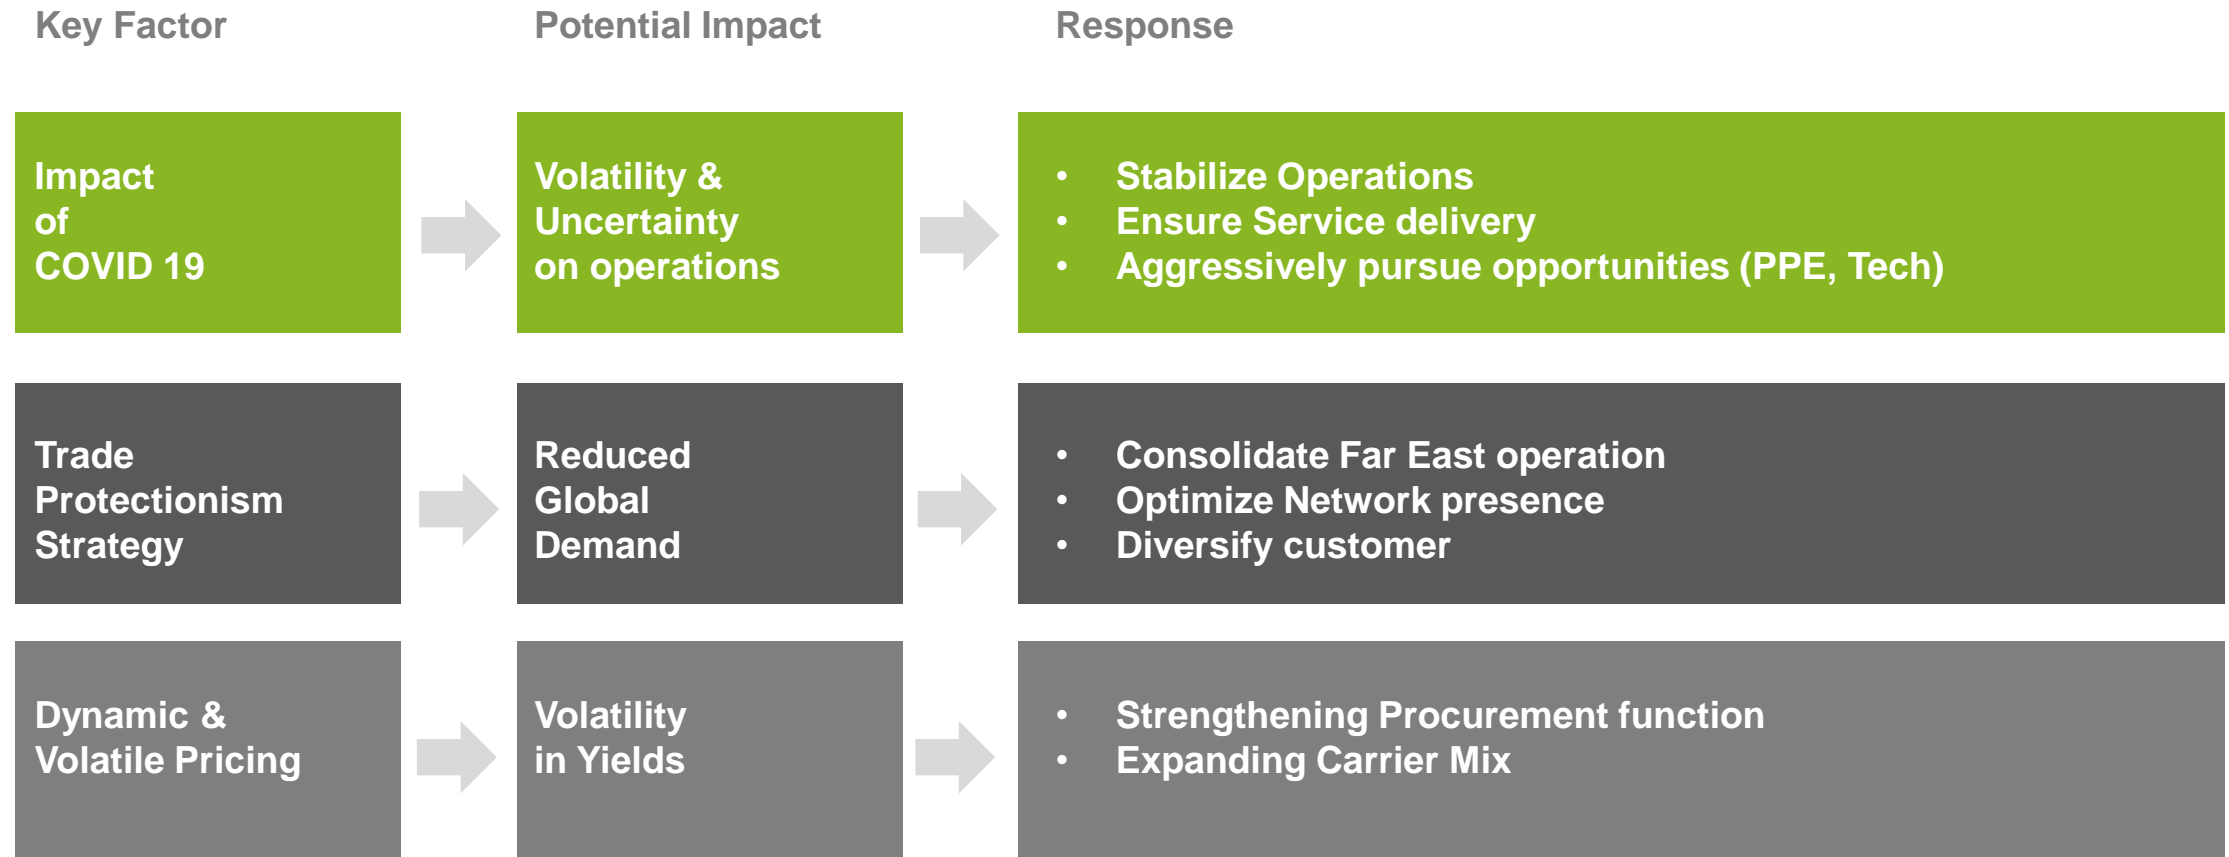 Key Factor
Potential Impact
Response
Impact
of
COVID 19
Volatility &
Uncertainty
on operations
• Stabilize Operations
• Ensure Service delivery
• Aggressively pursue opportunities (PPE, Tech)
Trade
Protectionism
Strategy
Reduced
Global
Demand
• Consolidate Far East operation
• Optimize Network presence
• Diversify customer
Dynamic &
Volatile Pricing
Volatility
in Yields
• Strengthening Procurement function
• Expanding Carrier Mix